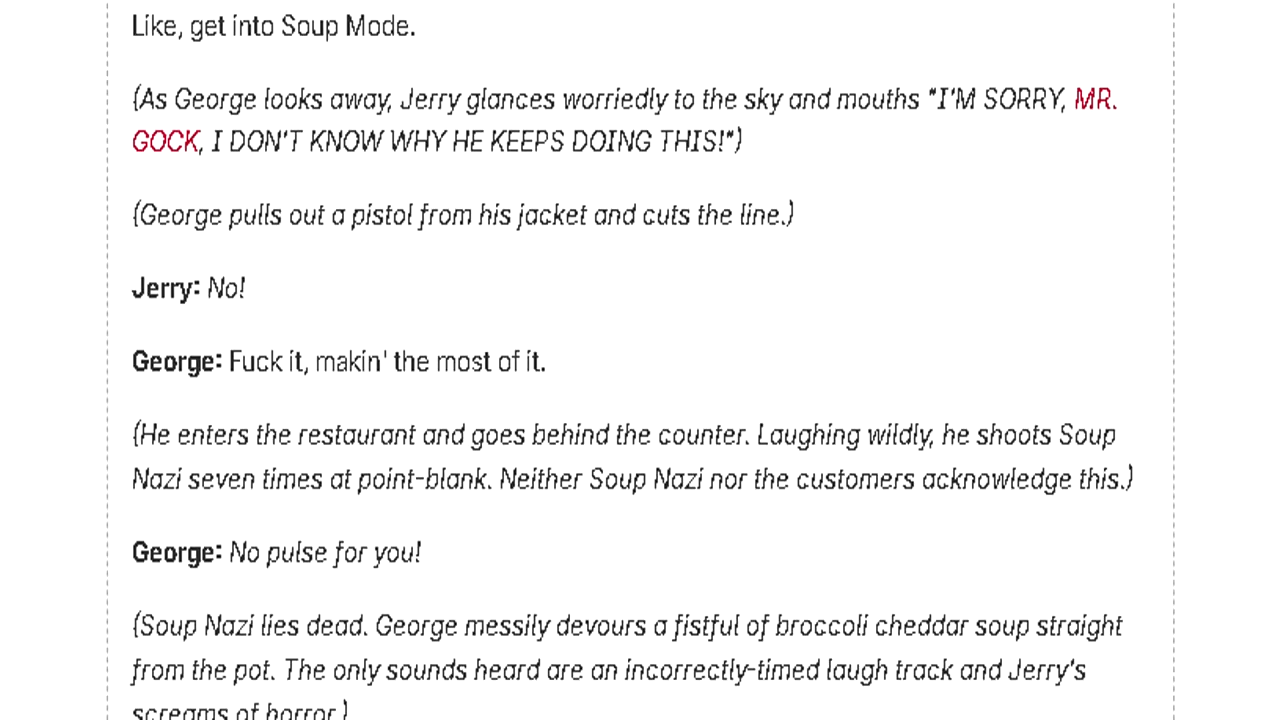 Like, get into Soup Mode.
(As George looks away, Jerry glances worriedly to the sky and mouths "I'M SORRY, MR.
GOCK, I DON'T KNOW WHY HE KEEPS DOING THIS!")
(George pulls out a pistol from his jacket and cuts the line.)
Jerry: No!
George: Fuck it, makin' the most of it.
(He enters the restaurant and goes behind the counter. Laughing wildly, he shoots Soup
Nazi seven times at point-blank. Neither Soup Nazi nor the customers acknowledge this.)
George: No pulse for you!
(Soup Nazi lies dead. George messily devours a fistful of broccoli cheddar soup straight
from the pot. The only sounds heard are an incorrectly-timed laugh track and Jerry's
screams of horror.)